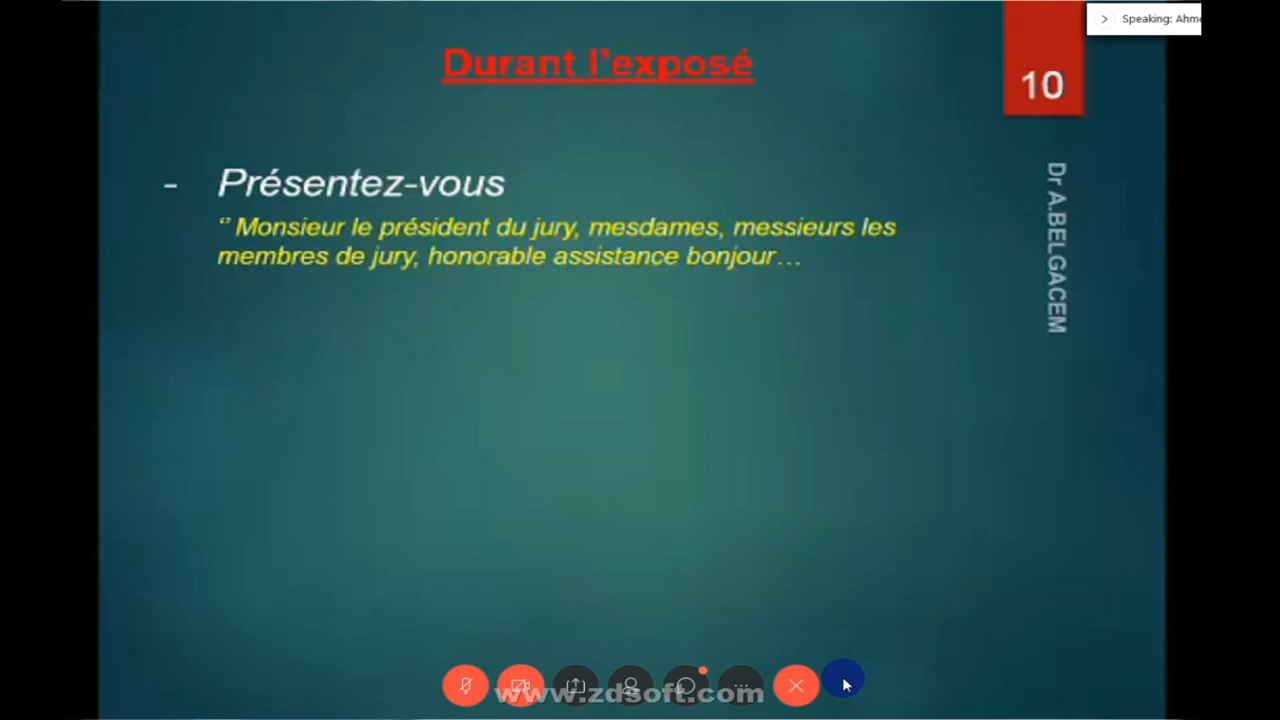 Speaking: Ahm
Durant l'exposé
10
- Présentez-vous
“ Monsieur le président du jury, mesdames, messieurs les
membres de jury, honorable assistance bonjour…
Dr A.BELGACEM
www.zdsoft.com